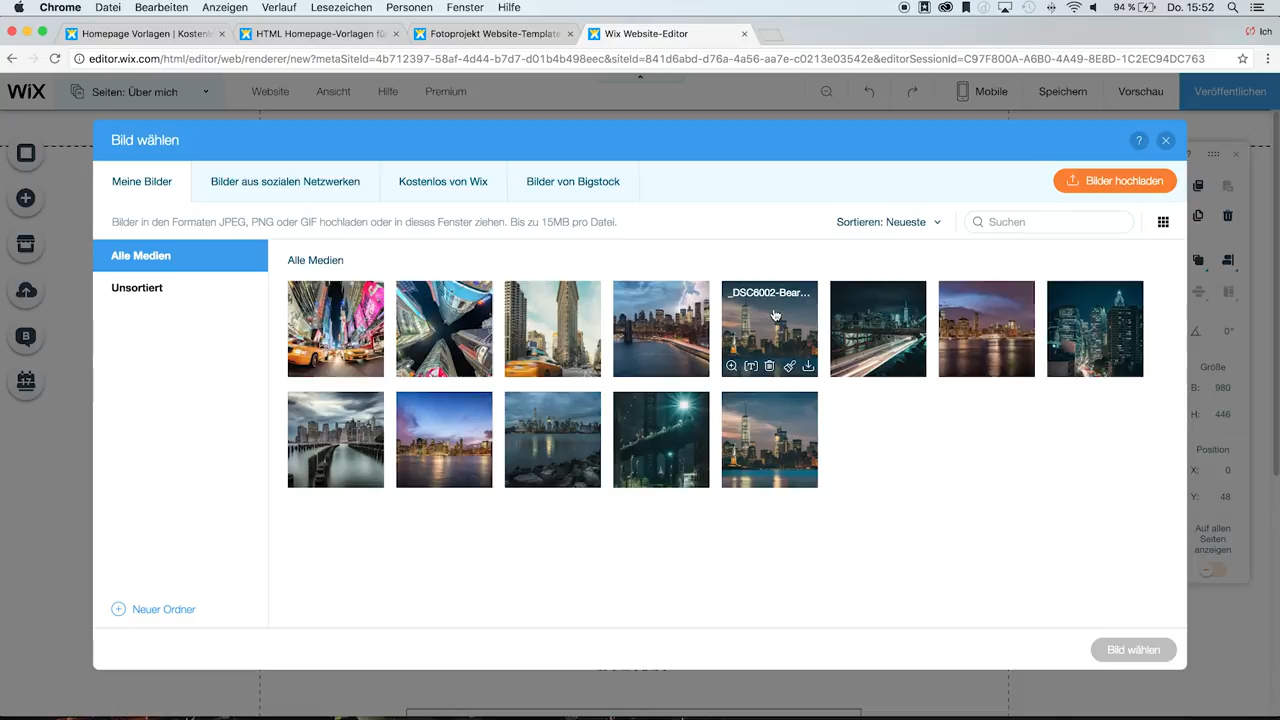 Chrome Datei Bearbeiten Anzeigen Verlauf Lesezeichen Personen Fenster Hilfe 94 % Do. 15:52
Homepage Vorlagen | Kostenl HTML Homepage-Vorlagen fü Fotoprojekt Website-Template Wix Website-Editor Ich
editor.wix.com/html/editor/web/renderer/new?metaSiteId=4b712397-58af-4d44-b7d7-d01b4b498eec&siteId=841d6abd-d76a-4a56-aa7e-c0213e03542e&editorSessionId=C97F800A-A6B0-4A49-8E8D-1C2EC94DC763
WiX Seiten: Über mich Website Ansicht Hilfe Premium Mobile Speichern Vorschau Veröffentlichen
Bild wählen ?
Meine Bilder Bilder aus sozialen Netzwerken Kostenlos von Wix Bilder von Bigstock Bilder hochladen
Bilder in den Formaten JPEG, PNG oder GIF hochladen oder in dieses Fenster ziehen. Bis zu 15MB pro Datei. Sortieren: Neueste Suchen
Alle Medien
Unsortiert
Neuer Ordner
Alle Medien
_DSC6002-Bear...
Bild wählen
0°
Größe
B: 980
H: 446
Position
X: 0
Y: 48
Auf allen
Seiten
anzeigen